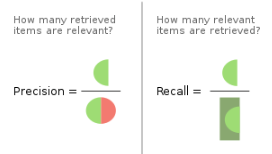 How many retrieved
items are relevant?
Precision =
How many relevant
items are retrieved?
Recall =